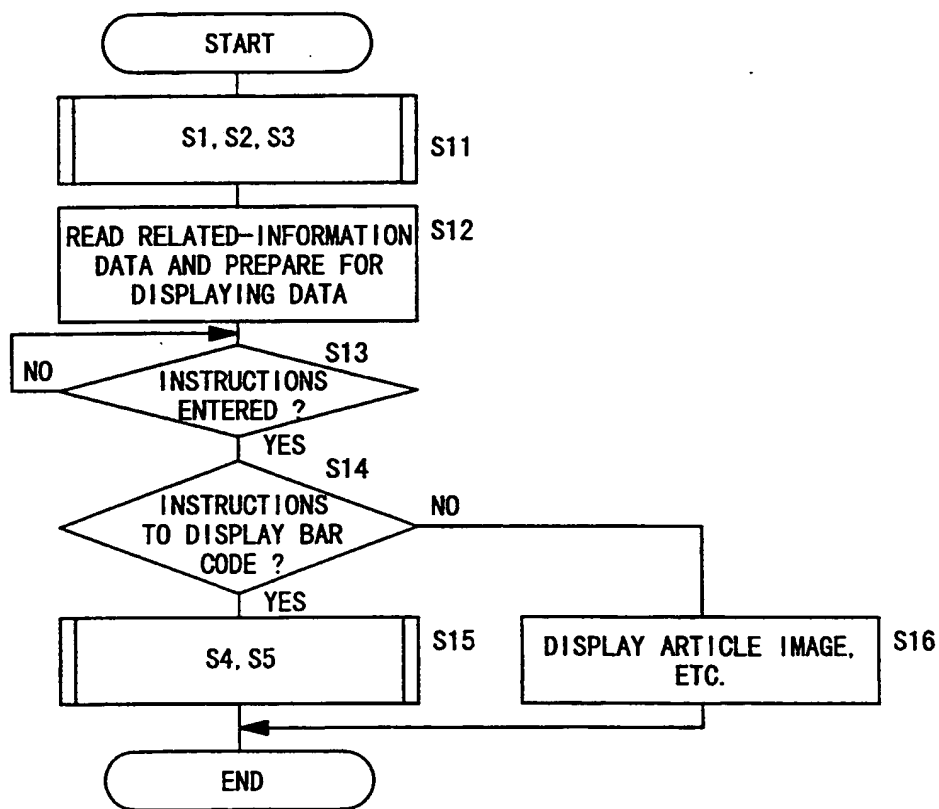 START
S1, S2, S3
S11
READ RELATED-INFORMATION
DATA AND PREPARE FOR
DISPLAYING DATA
S12
S13
NO
INSTRUCTIONS
ENTERED ?
YES
S14
INSTRUCTIONS
TO DISPLAY BAR
CODE ?
NO
YES
S4, S5
S15
DISPLAY ARTICLE IMAGE,
ETC.
S16
END